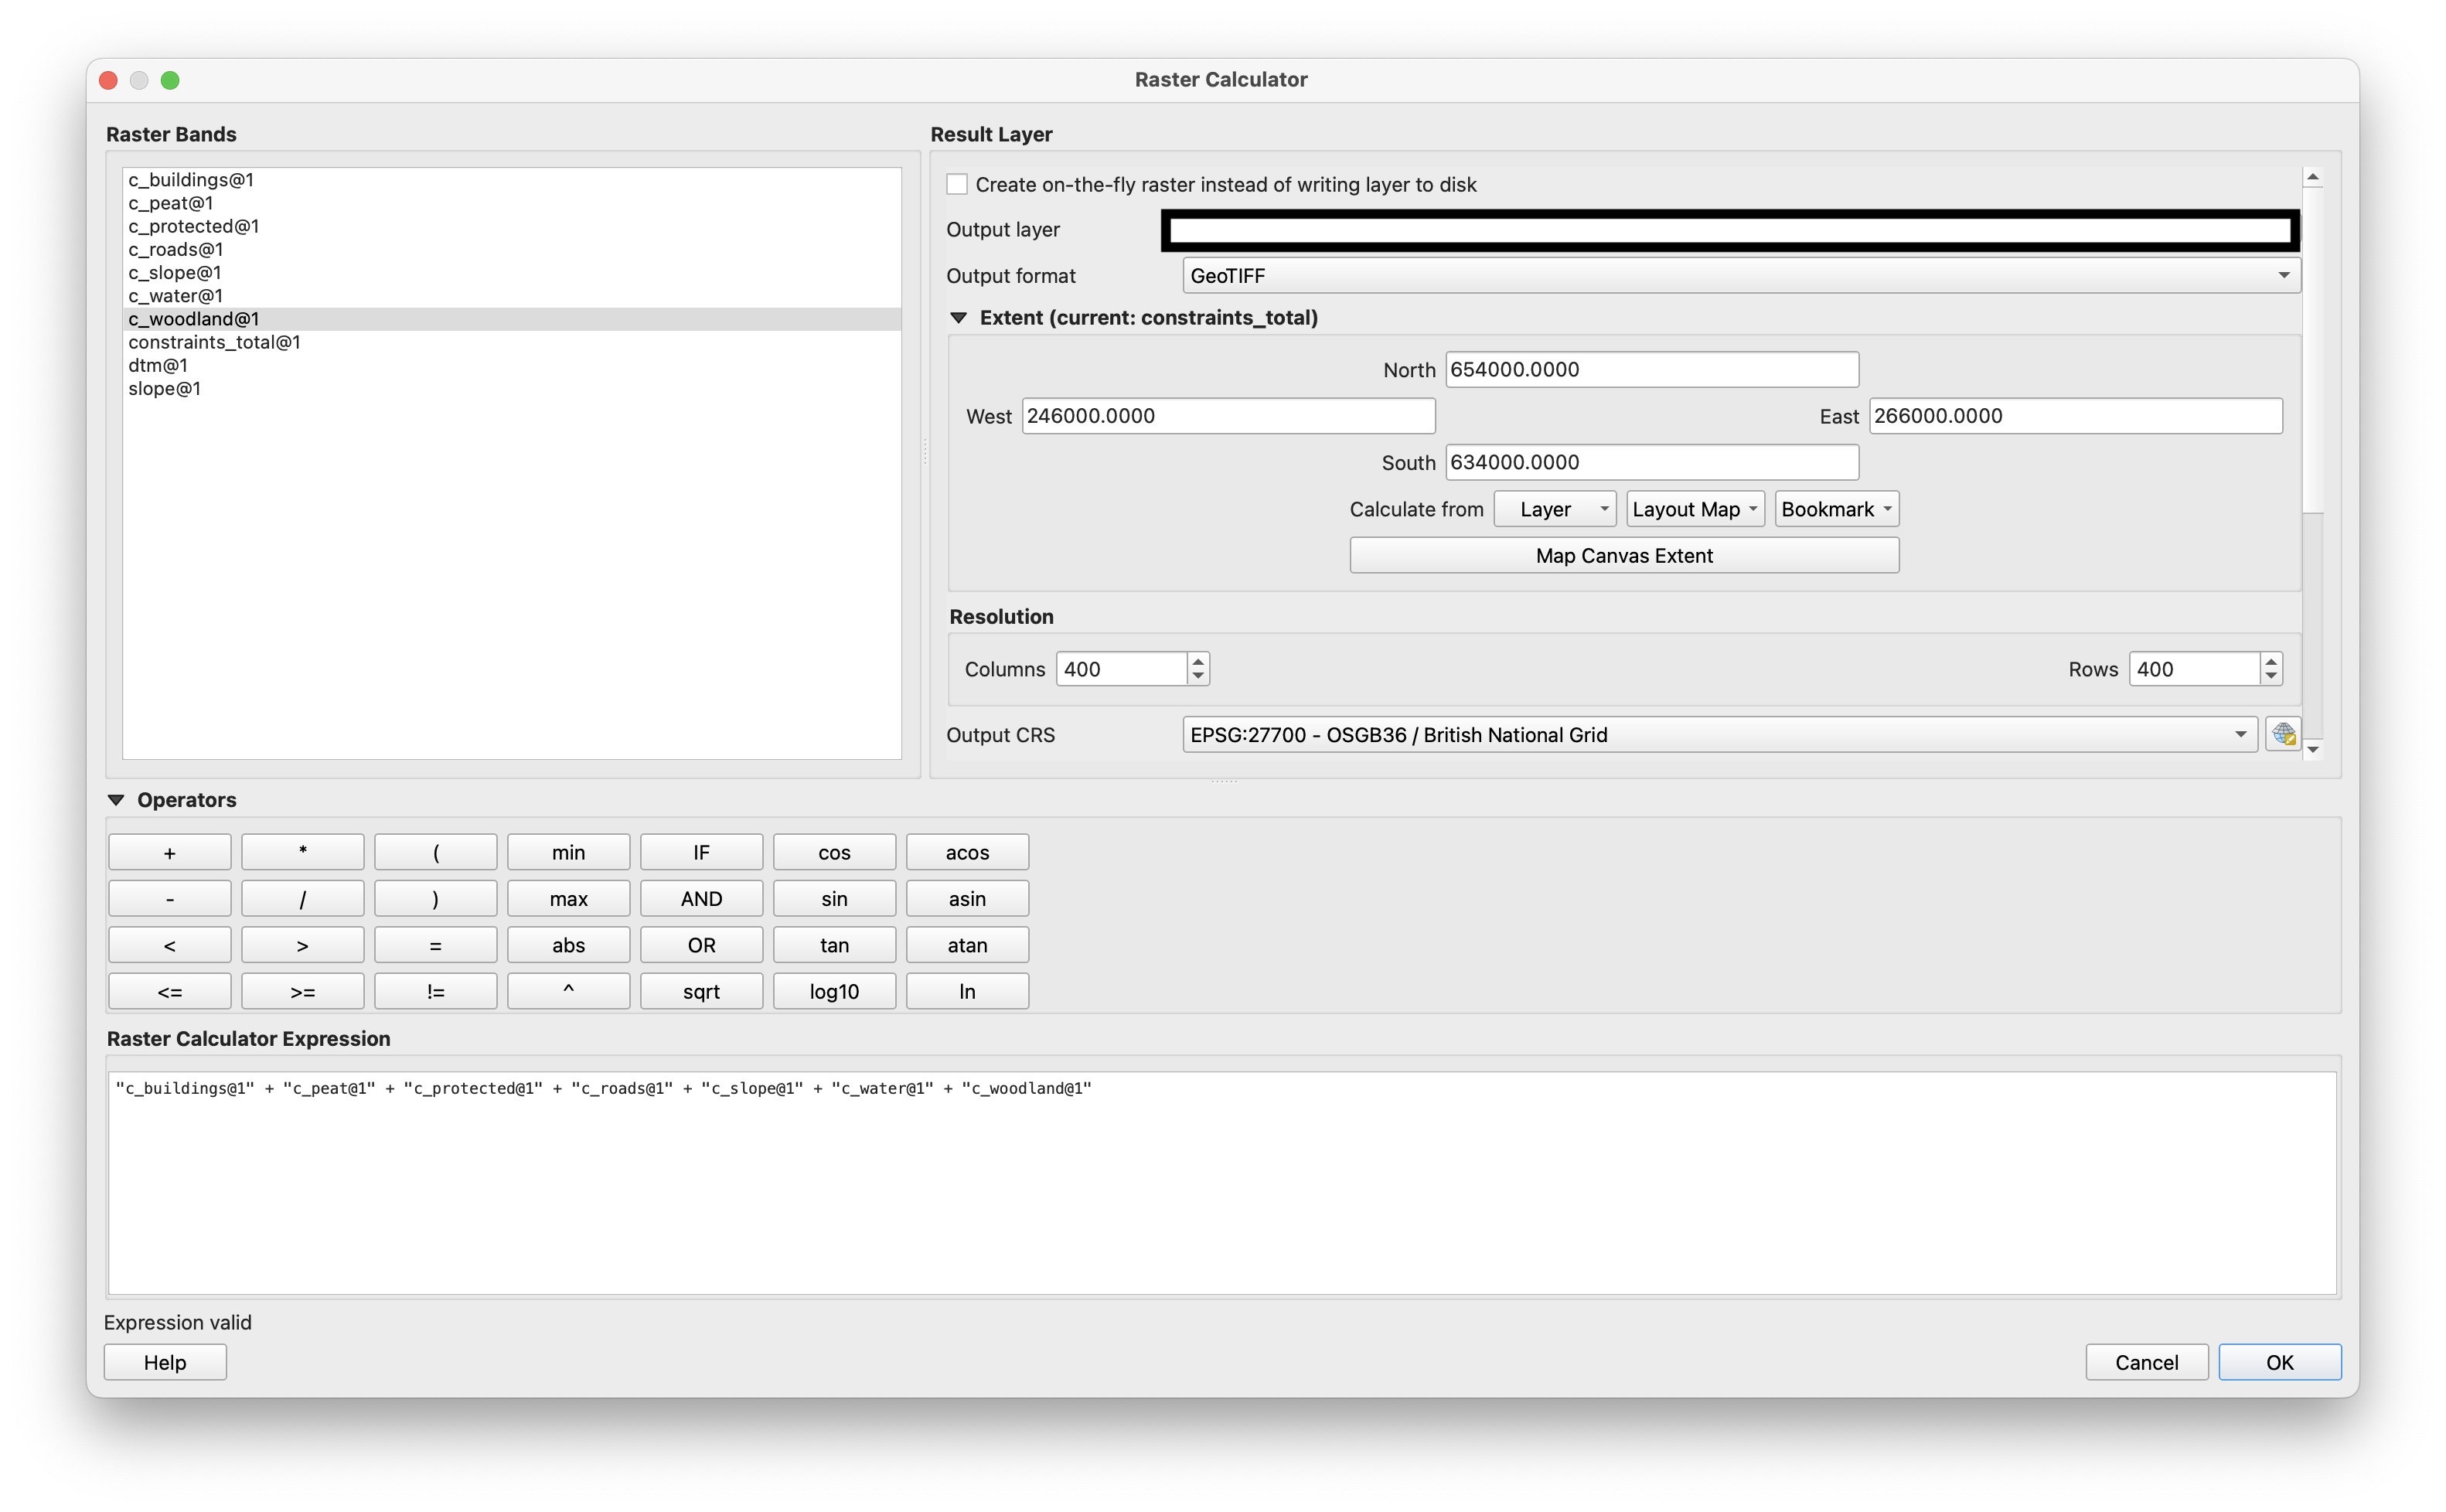 Raster Calculator
Raster Bands
c_buildings@1
c_peat@1
c_protected@1
c_roads@1
c_slope@1
c_water@1
c_woodland@1
constraints_total@1
dtm@1
slope@1
Result Layer
Create on-the-fly raster instead of writing layer to disk
Output layer
Output format GeoTIFF
Extent (current: constraints_total)
North 654000.0000
West 246000.0000 East 266000.0000
South 634000.0000
Calculate from Layer Layout Map Bookmark
Map Canvas Extent
Resolution
Columns 400 Rows 400
Output CRS EPSG:27700 - OSGB36 / British National Grid
Operators
+ * ( min IF cos acos
- / ) max AND sin asin
< > = abs OR tan atan
<= >= != ^ sqrt log10 ln
Raster Calculator Expression
"c_buildings@1" + "c_peat@1" + "c_protected@1" + "c_roads@1" + "c_slope@1" + "c_water@1" + "c_woodland@1"
Expression valid
Help Cancel OK